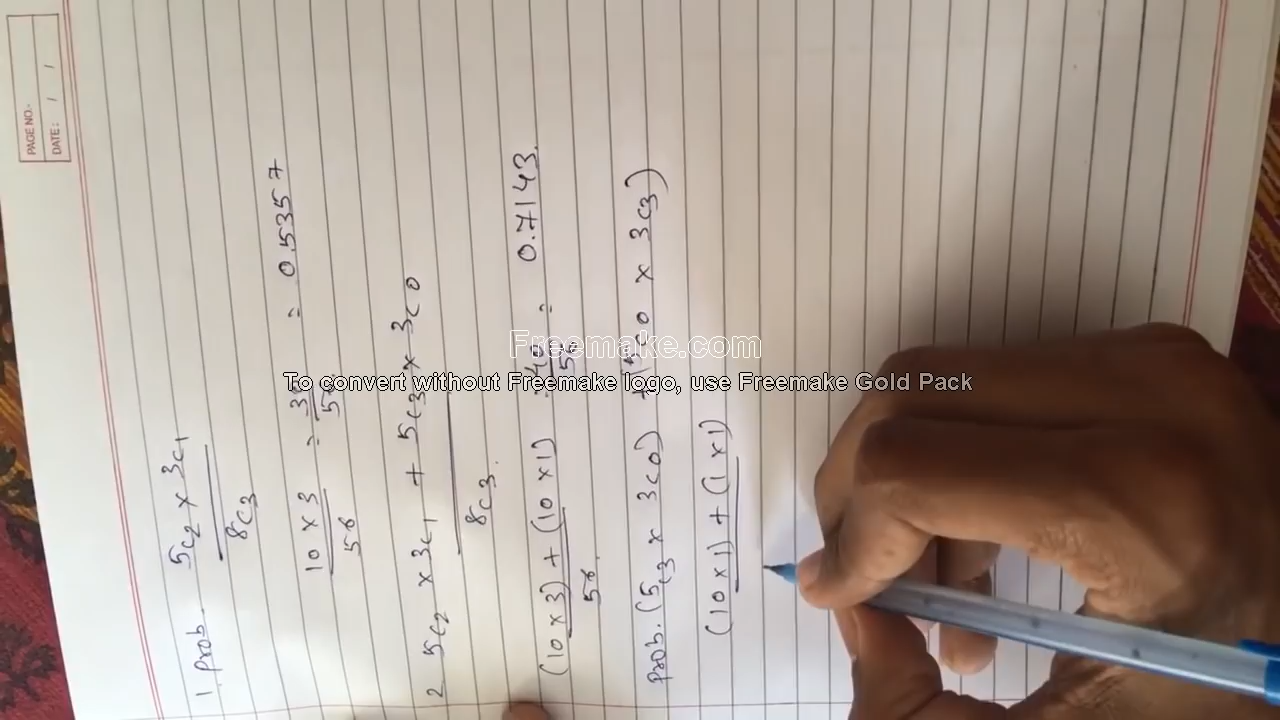 PAGE NO.-
DATE: / /
1. Prob. 5c2 x 3c1
8c3
10 x 3 = 30 = 0.5357
56 56
2 5c2 x 3c1 + 5c3 x 3c0
8c3.
(10 x 3) + (10 x 1) = 40 = 0.7143
56. 56
Prob. (5c3 x 3c0) + (5c0 x 3c3)
(10 x 1) + (1 x 1)
Freemake.com
To convert without Freemake logo, use Freemake Gold Pack